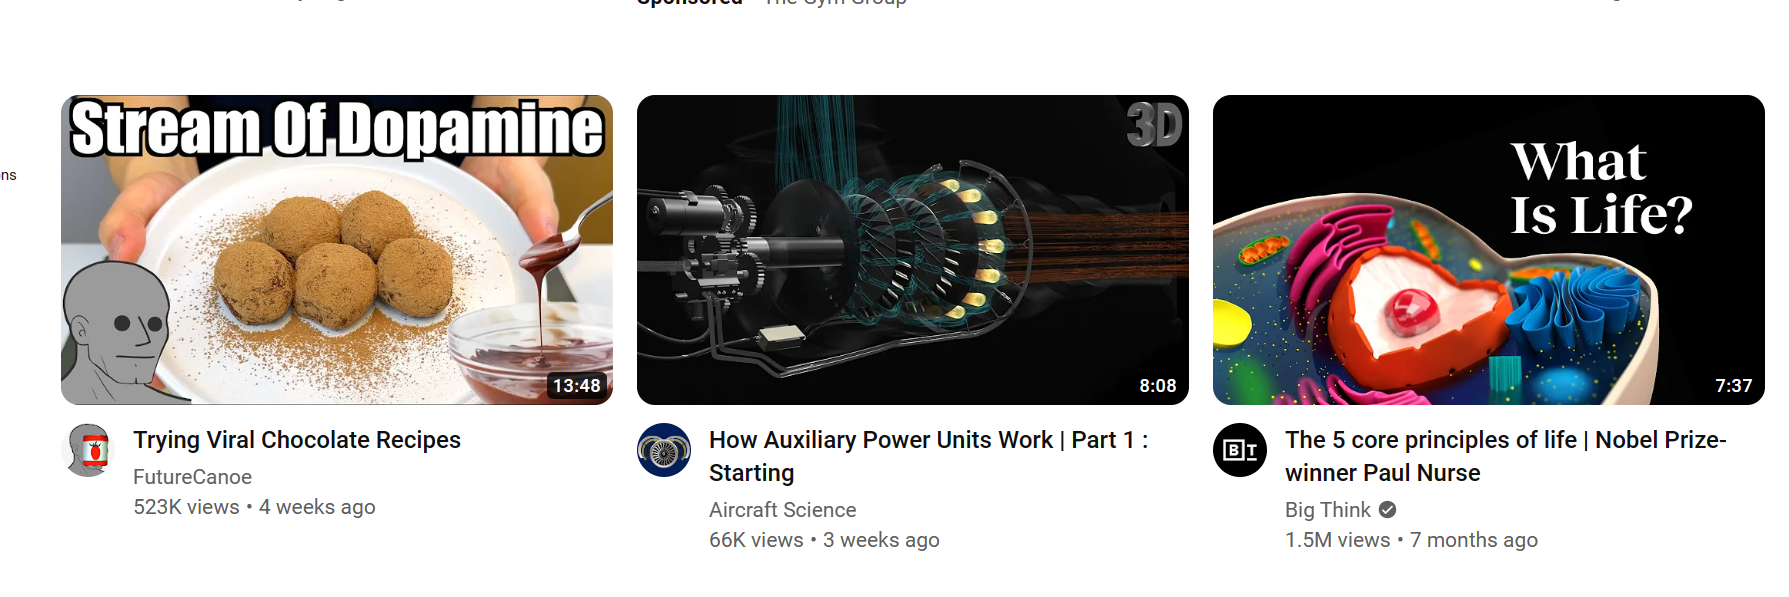 Sponsored · The Gym Group
ns
Stream Of Dopamine
13:48
3D
8:08
What
Is Life?
7:37
Trying Viral Chocolate Recipes
FutureCanoe
523K views • 4 weeks ago
How Auxiliary Power Units Work | Part 1 :
Starting
Aircraft Science
66K views • 3 weeks ago
BT
The 5 core principles of life | Nobel Prize-
winner Paul Nurse
Big Think
1.5M views • 7 months ago